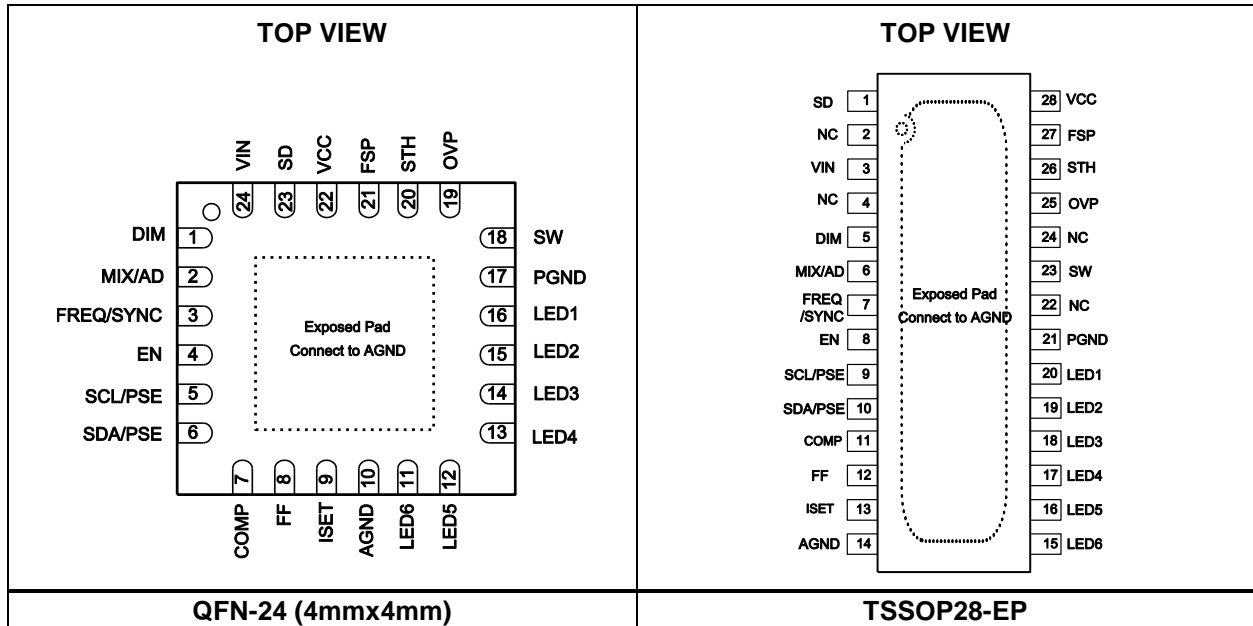 TOP VIEW
VIN SD VCC FSP STH OVP
24 23 22 21 20 19
DIM 1
MIX/AD 2
FREQ/SYNC 3
EN 4
SCL/PSE 5
SDA/PSE 6
18 SW
17 PGND
16 LED1
15 LED2
14 LED3
13 LED4
Exposed Pad
Connect to AGND
7 8 9 10 11 12
COMP FF ISET AGND LED6 LED5
QFN-24 (4mmx4mm)
TOP VIEW
SD 1
NC 2
VIN 3
NC 4
DIM 5
MIX/AD 6
FREQ
/SYNC 7
EN 8
SCL/PSE 9
SDA/PSE 10
COMP 11
FF 12
ISET 13
AGND 14
Exposed Pad
Connect to AGND
28 VCC
27 FSP
26 STH
25 OVP
24 NC
23 SW
22 NC
21 PGND
20 LED1
19 LED2
18 LED3
17 LED4
16 LED5
15 LED6
TSSOP28-EP